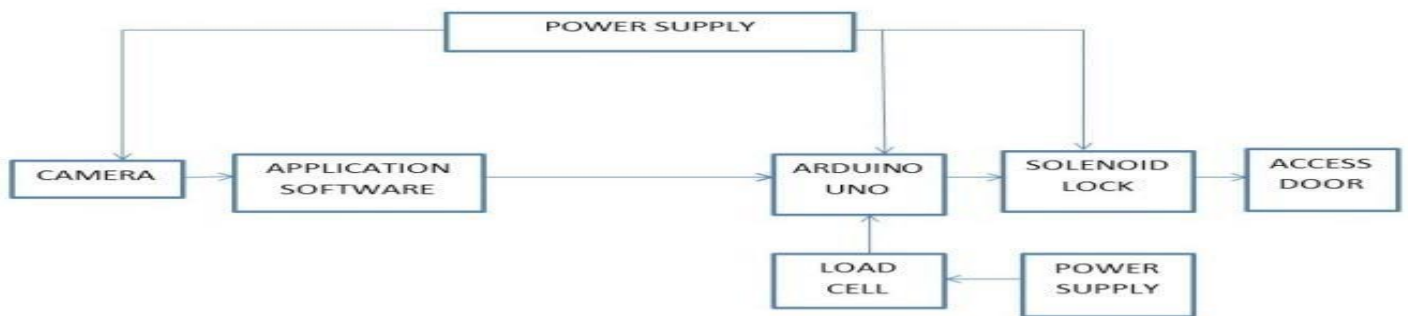 POWER SUPPLY
CAMERA
APPLICATION
SOFTWARE
ARDUINO
UNO
SOLENOID
LOCK
ACCESS
DOOR
LOAD
CELL
POWER
SUPPLY